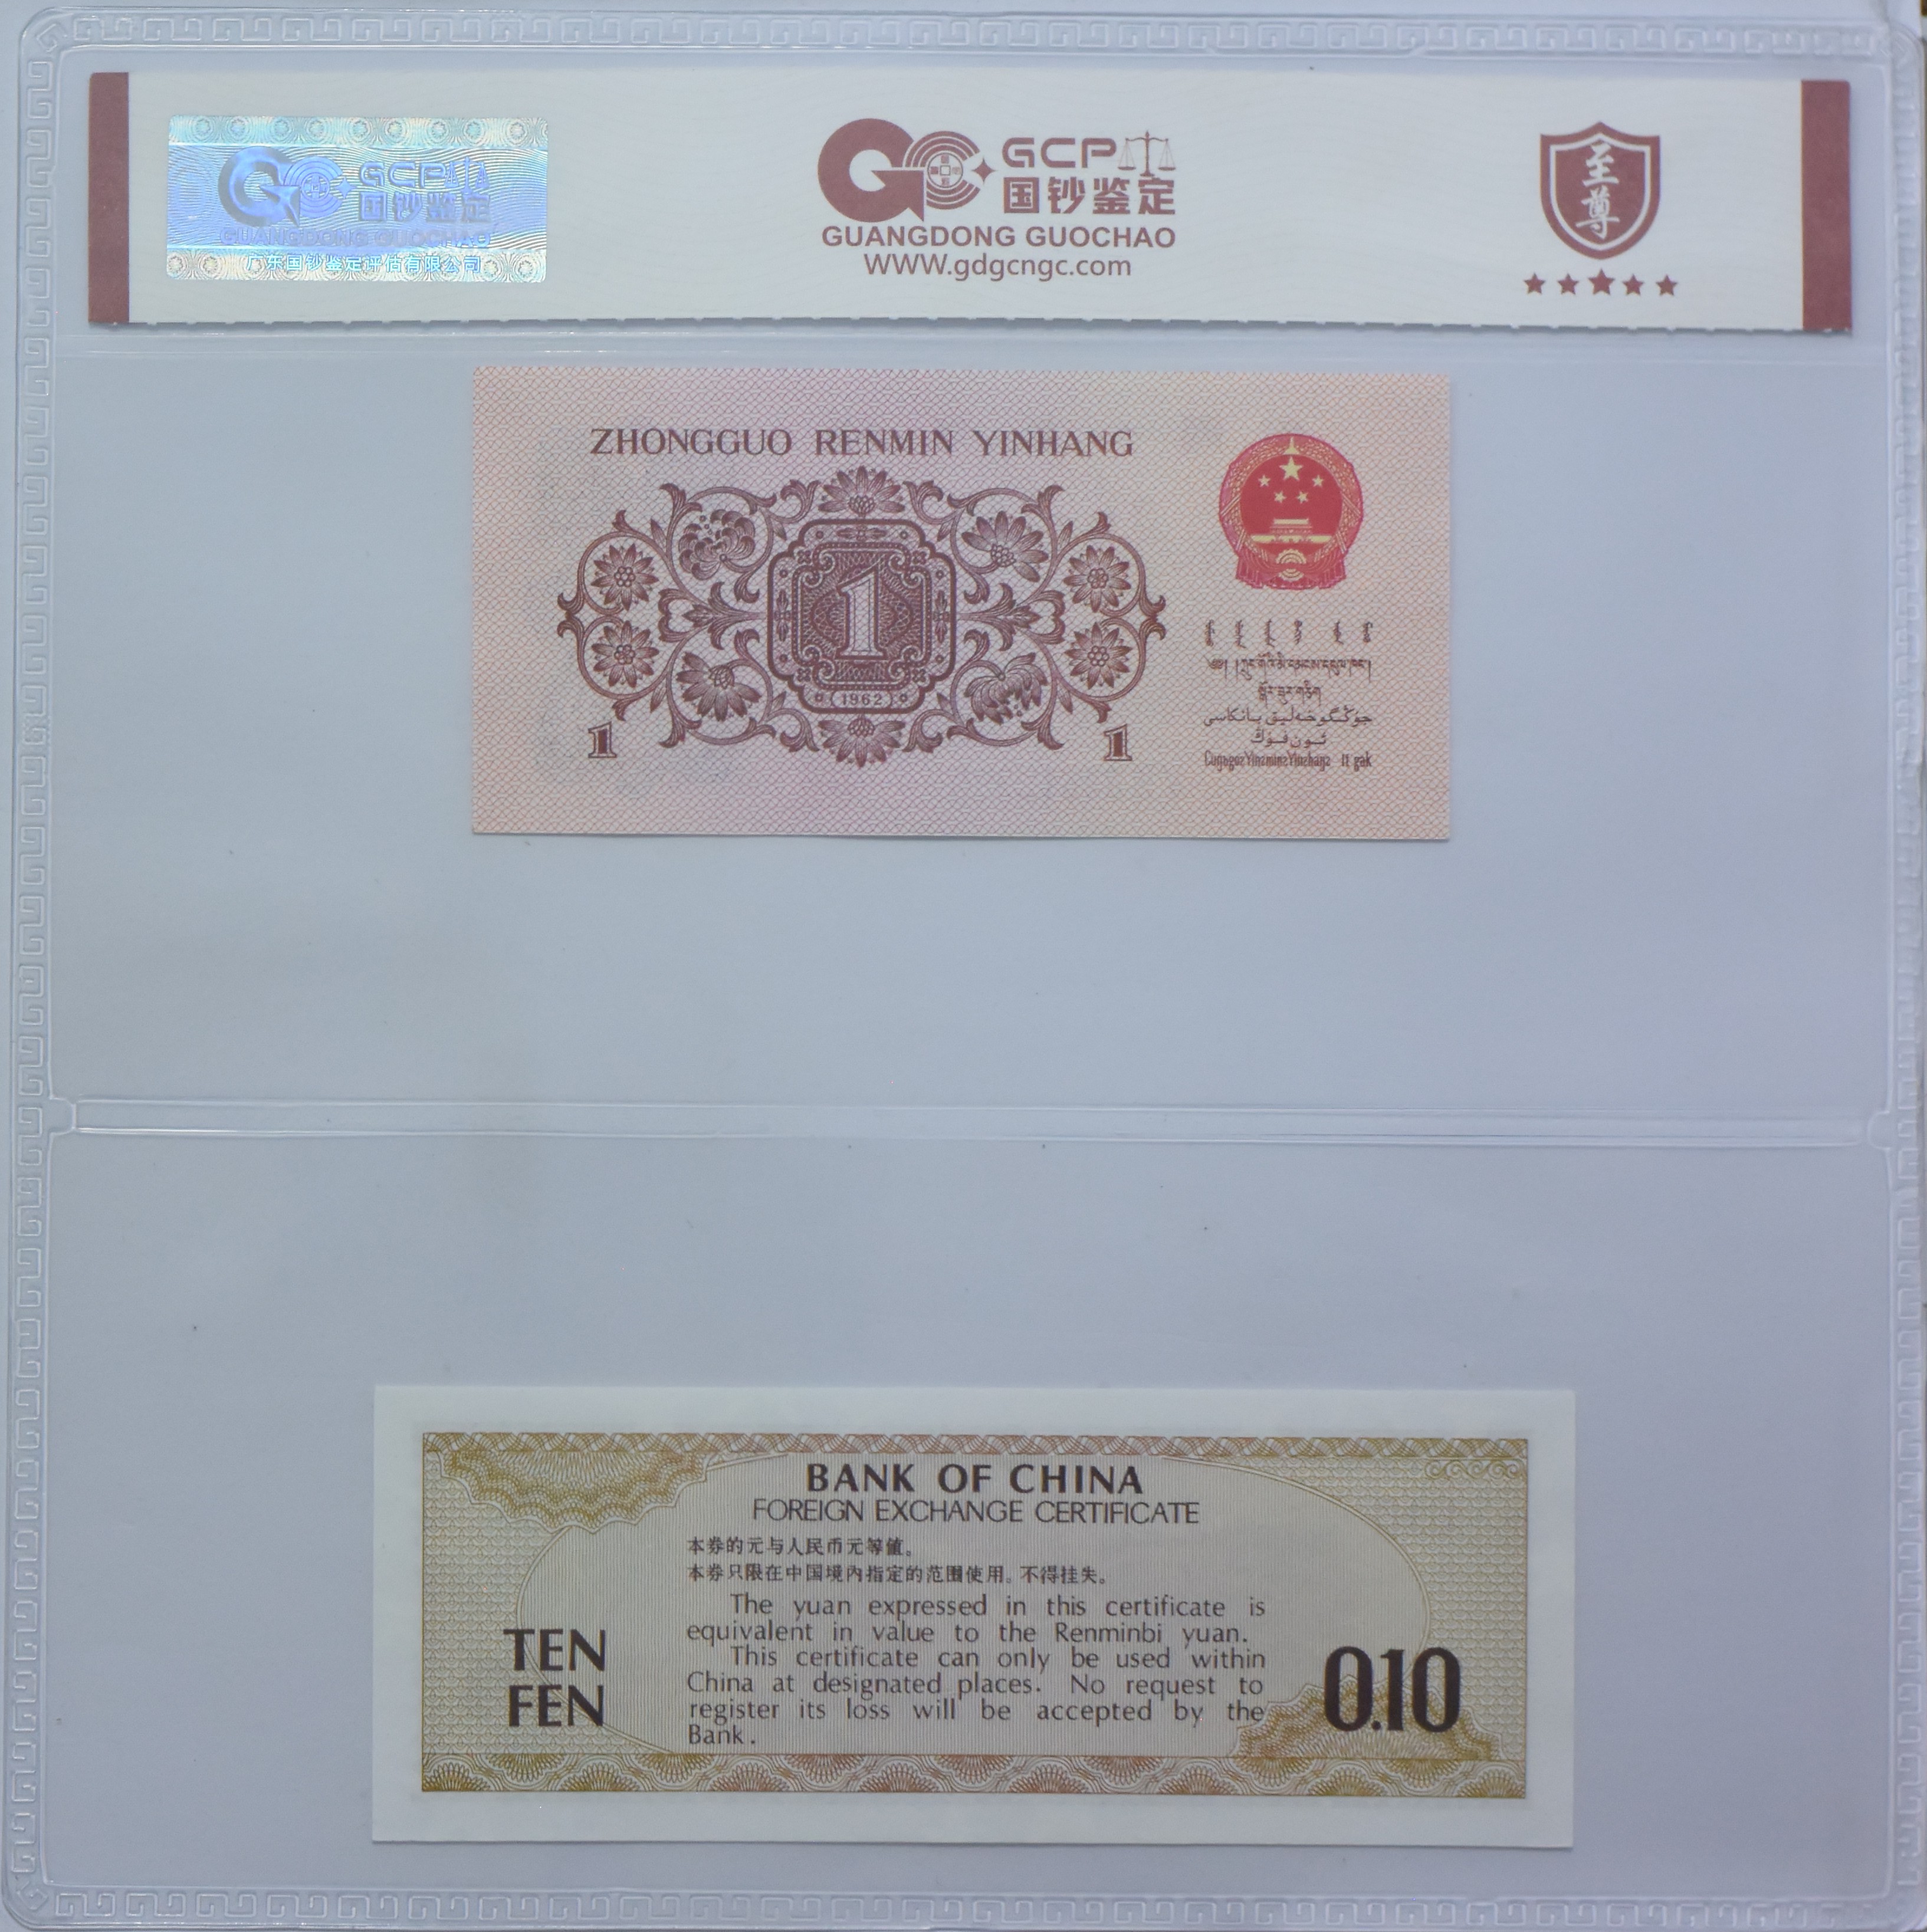 GCP
国钞鉴定
GUANGDONG GUOCHAO
广东国钞鉴定评估有限公司
GCP
国钞鉴定
GUANGDONG GUOCHAO
WWW.gdgcngc.com
至尊
ZHONGGUO RENMIN YINHANG
1
(1962)
1 1
جۇڭگوخەلىق بانكاسى
ئون فۇڭ
BANK OF CHINA
FOREIGN EXCHANGE CERTIFICATE
本券的元与人民币元等值。
本券只限在中国境内指定的范围使用。不得挂失。
The yuan expressed in this certificate is
equivalent in value to the Renminbi yuan.
This certificate can only be used within
China at designated places. No request to
register its loss will be accepted by the
Bank.
TEN
FEN
0.10